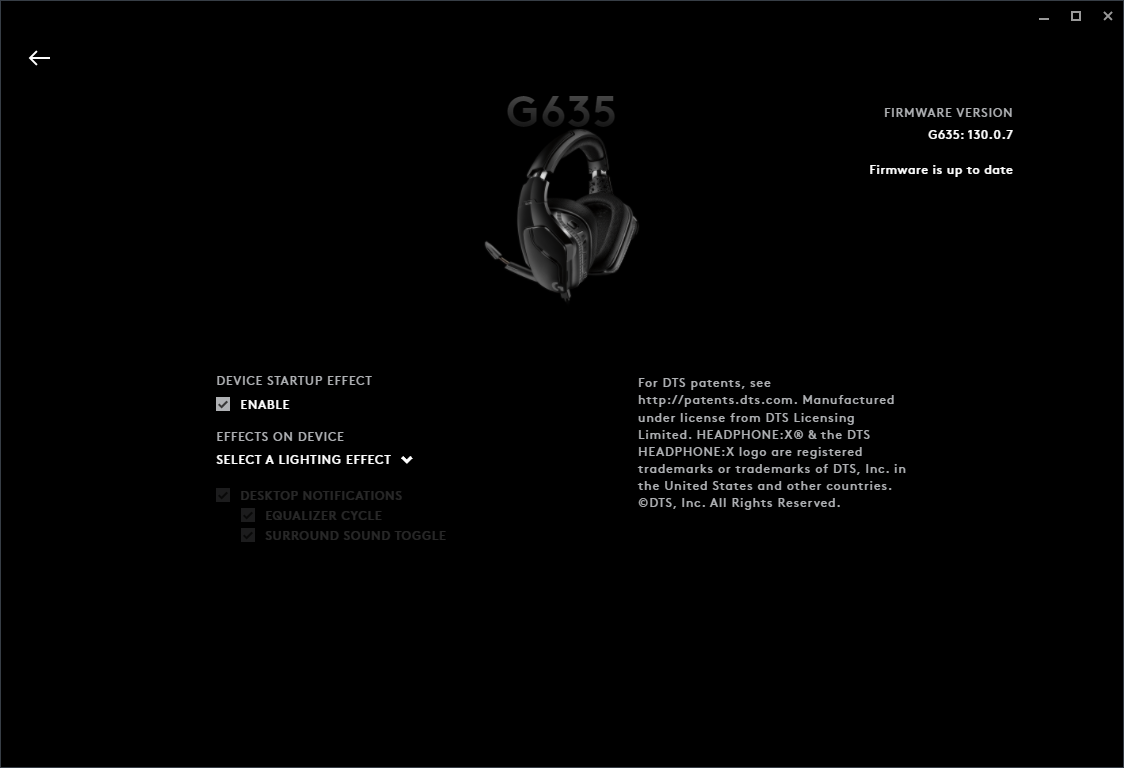 G635
FIRMWARE VERSION
G635: 130.0.7
Firmware is up to date
DEVICE STARTUP EFFECT
ENABLE
EFFECTS ON DEVICE
SELECT A LIGHTING EFFECT
DESKTOP NOTIFICATIONS
EQUALIZER CYCLE
SURROUND SOUND TOGGLE
For DTS patents, see
http://patents.dts.com. Manufactured
under license from DTS Licensing
Limited. HEADPHONE:X® & the DTS
HEADPHONE:X logo are registered
trademarks or trademarks of DTS, Inc. in
the United States and other countries.
©DTS, Inc. All Rights Reserved.